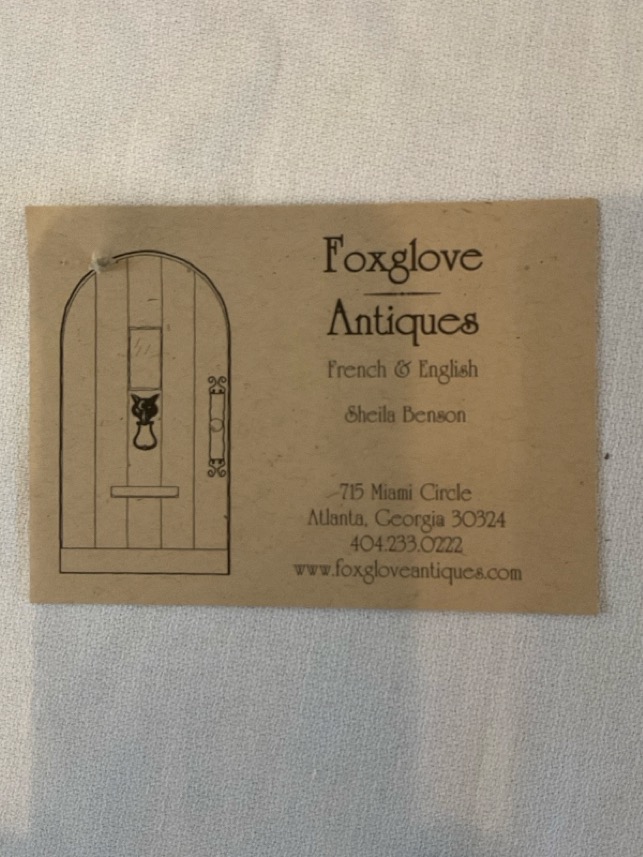 Foxglove
Antiques
French & English
Sheila Benson
715 Miami Circle
Atlanta, Georgia 30324
404.233.0222
www.foxgloveantiques.com